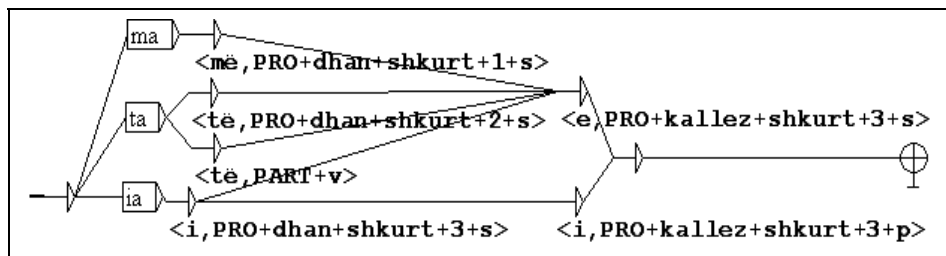 ma
<më,PRO+dhan+shkurt+1+s>
ta
<të,PRO+dhan+shkurt+2+s> <e,PRO+kallez+shkurt+3+s>
<të,PART+v>
ia
<i,PRO+dhan+shkurt+3+s> <i,PRO+kallez+shkurt+3+p>